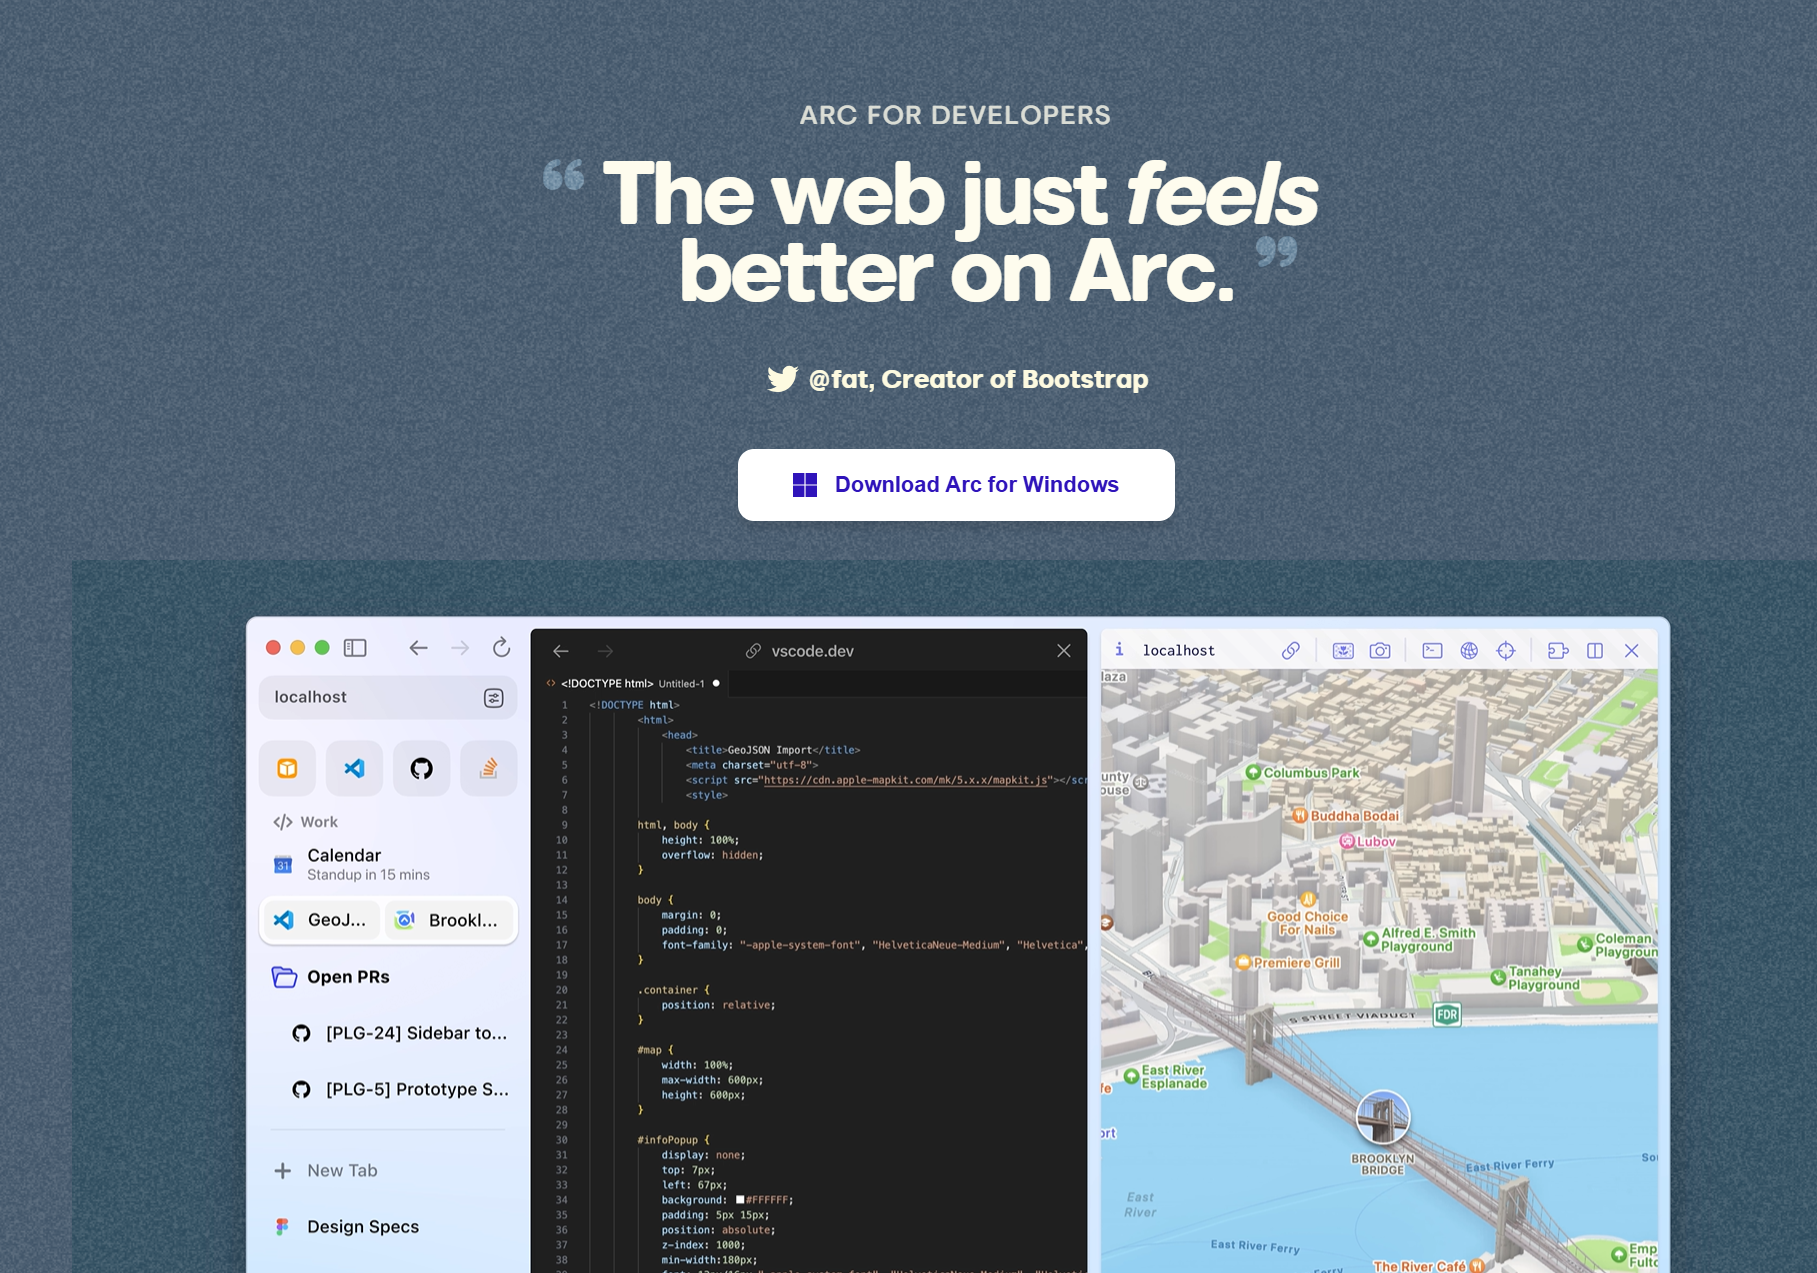 ARC FOR DEVELOPERS
“ The web just feels
better on Arc. ”
@fat, Creator of Bootstrap
Download Arc for Windows
localhost
Work
Calendar
31
Standup in 15 mins
GeoJ...
Brookl...
Open PRs
[PLG-24] Sidebar to...
[PLG-5] Prototype S...
New Tab
Design Specs
vscode.dev
<!DOCTYPE html> Untitled-1
1 <!DOCTYPE html>
2 <html>
3 <head>
4 <title>GeoJSON Import</title>
5 <meta charset="utf-8">
6 <script src="https://cdn.apple-mapkit.com/mk/5.x.x/mapkit.js"></scr
7 <style>
8
9 html, body {
10 height: 100%;
11 overflow: hidden;
12 }
13
14 body {
15 margin: 0;
16 padding: 0;
17 font-family: "-apple-system-font", "HelveticaNeue-Medium", "Helvetica",
18 }
19
20 .container {
21 position: relative;
22 }
23
24 #map {
25 width: 100%;
26 max-width: 600px;
27 height: 600px;
28 }
29
30 #infoPopup {
31 display: none;
32 top: 7px;
33 left: 67px;
34 background: #FFFFFF;
35 padding: 5px 15px;
36 position: absolute;
37 z-index: 1000;
38 min-width:180px;
i localhost
laza
Columbus Park
unty
ouse
Buddha Bodai
Lubov
Good Choice
For Nails
Alfred E. Smith
Playground
Coleman
Playgroun
Premiere Grill
Tanahey
Playground
S STREET VIADUCT
FDR
East River
Esplanade
fe
ort
BROOKLYN
BRIDGE
East River Ferry
Sou
East
River
East River Ferry
Ferry
The River Café
Emp
Fulto